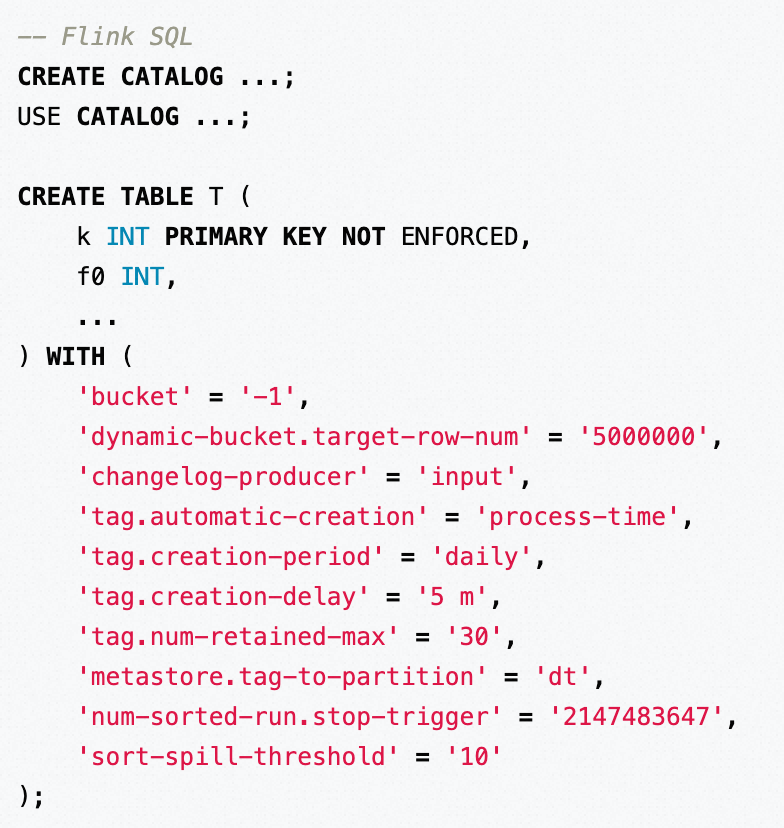 -- Flink SQL
CREATE CATALOG ...;
USE CATALOG ...;

CREATE TABLE T (
    k INT PRIMARY KEY NOT ENFORCED,
    f0 INT,
    ...
) WITH (
    'bucket' = '-1',
    'dynamic-bucket.target-row-num' = '5000000',
    'changelog-producer' = 'input',
    'tag.automatic-creation' = 'process-time',
    'tag.creation-period' = 'daily',
    'tag.creation-delay' = '5 m',
    'tag.num-retained-max' = '30',
    'metastore.tag-to-partition' = 'dt',
    'num-sorted-run.stop-trigger' = '2147483647',
    'sort-spill-threshold' = '10'
);